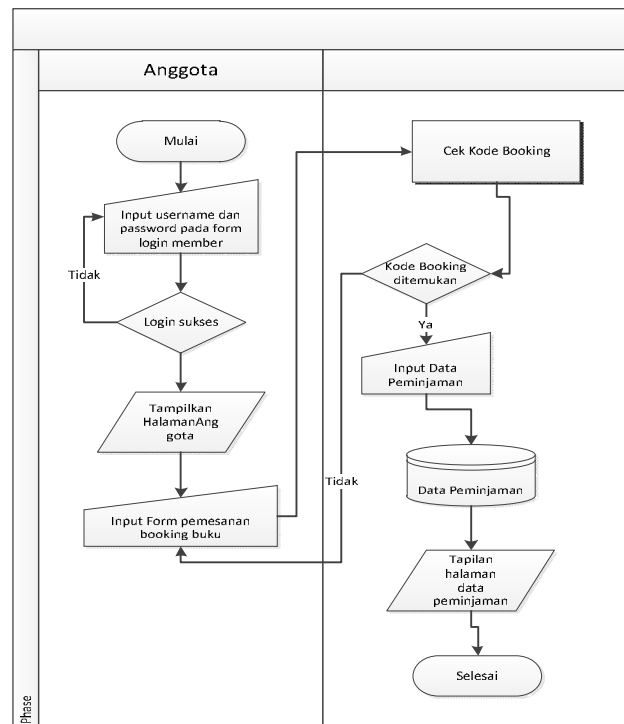 Anggota
Mulai
Input username dan
password pada form
login member
Tidak
Login sukses
Tampilkan
HalamanAng
gota
Input Form pemesanan
booking buku
Cek Kode Booking
Kode Booking
ditemukan
Ya
Input Data
Peminjaman
Tidak
Data Peminjaman
Tapilan
halaman
data
peminjaman
Selesai
Phase